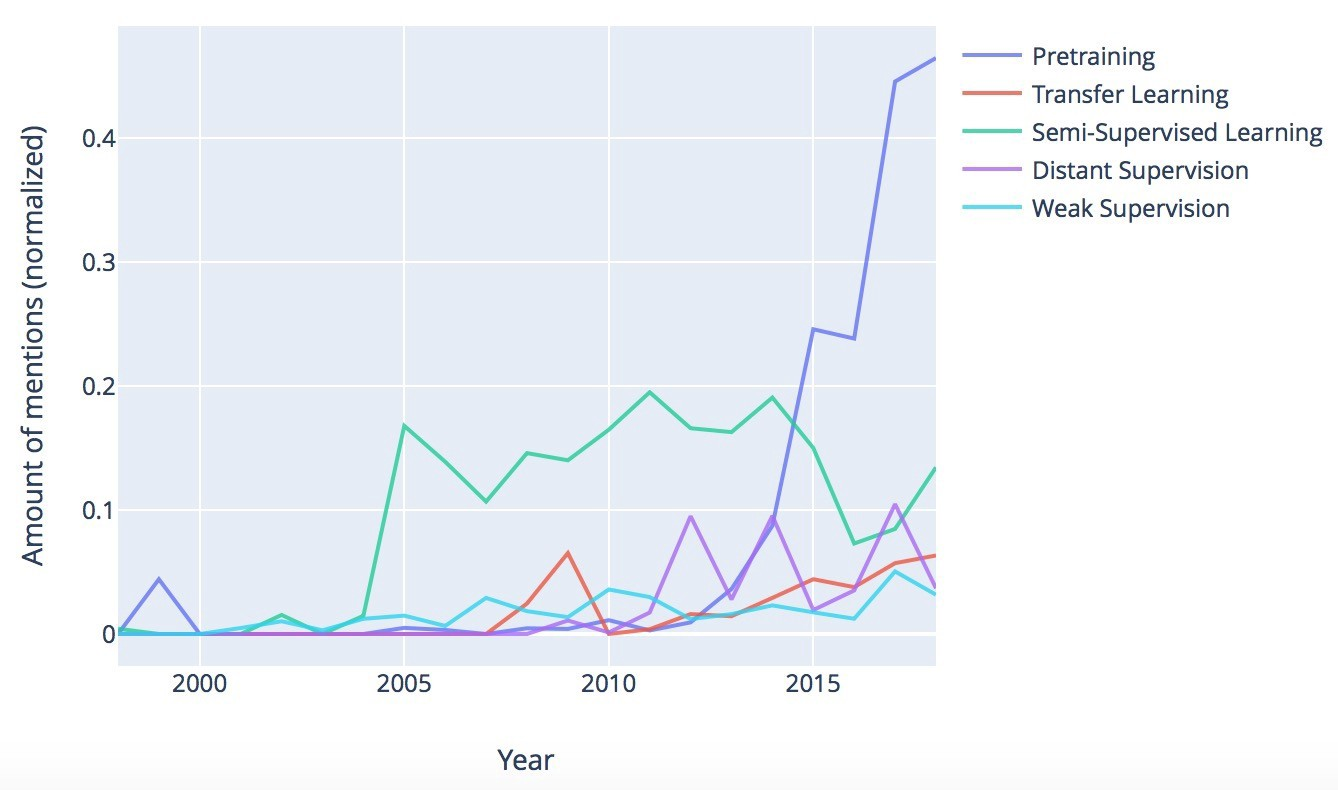 Amount of mentions (normalized)
0.4
0.3
0.2
0.1
0
2000
2005
2010
2015
Year
Pretraining
Transfer Learning
Semi-Supervised Learning
Distant Supervision
Weak Supervision